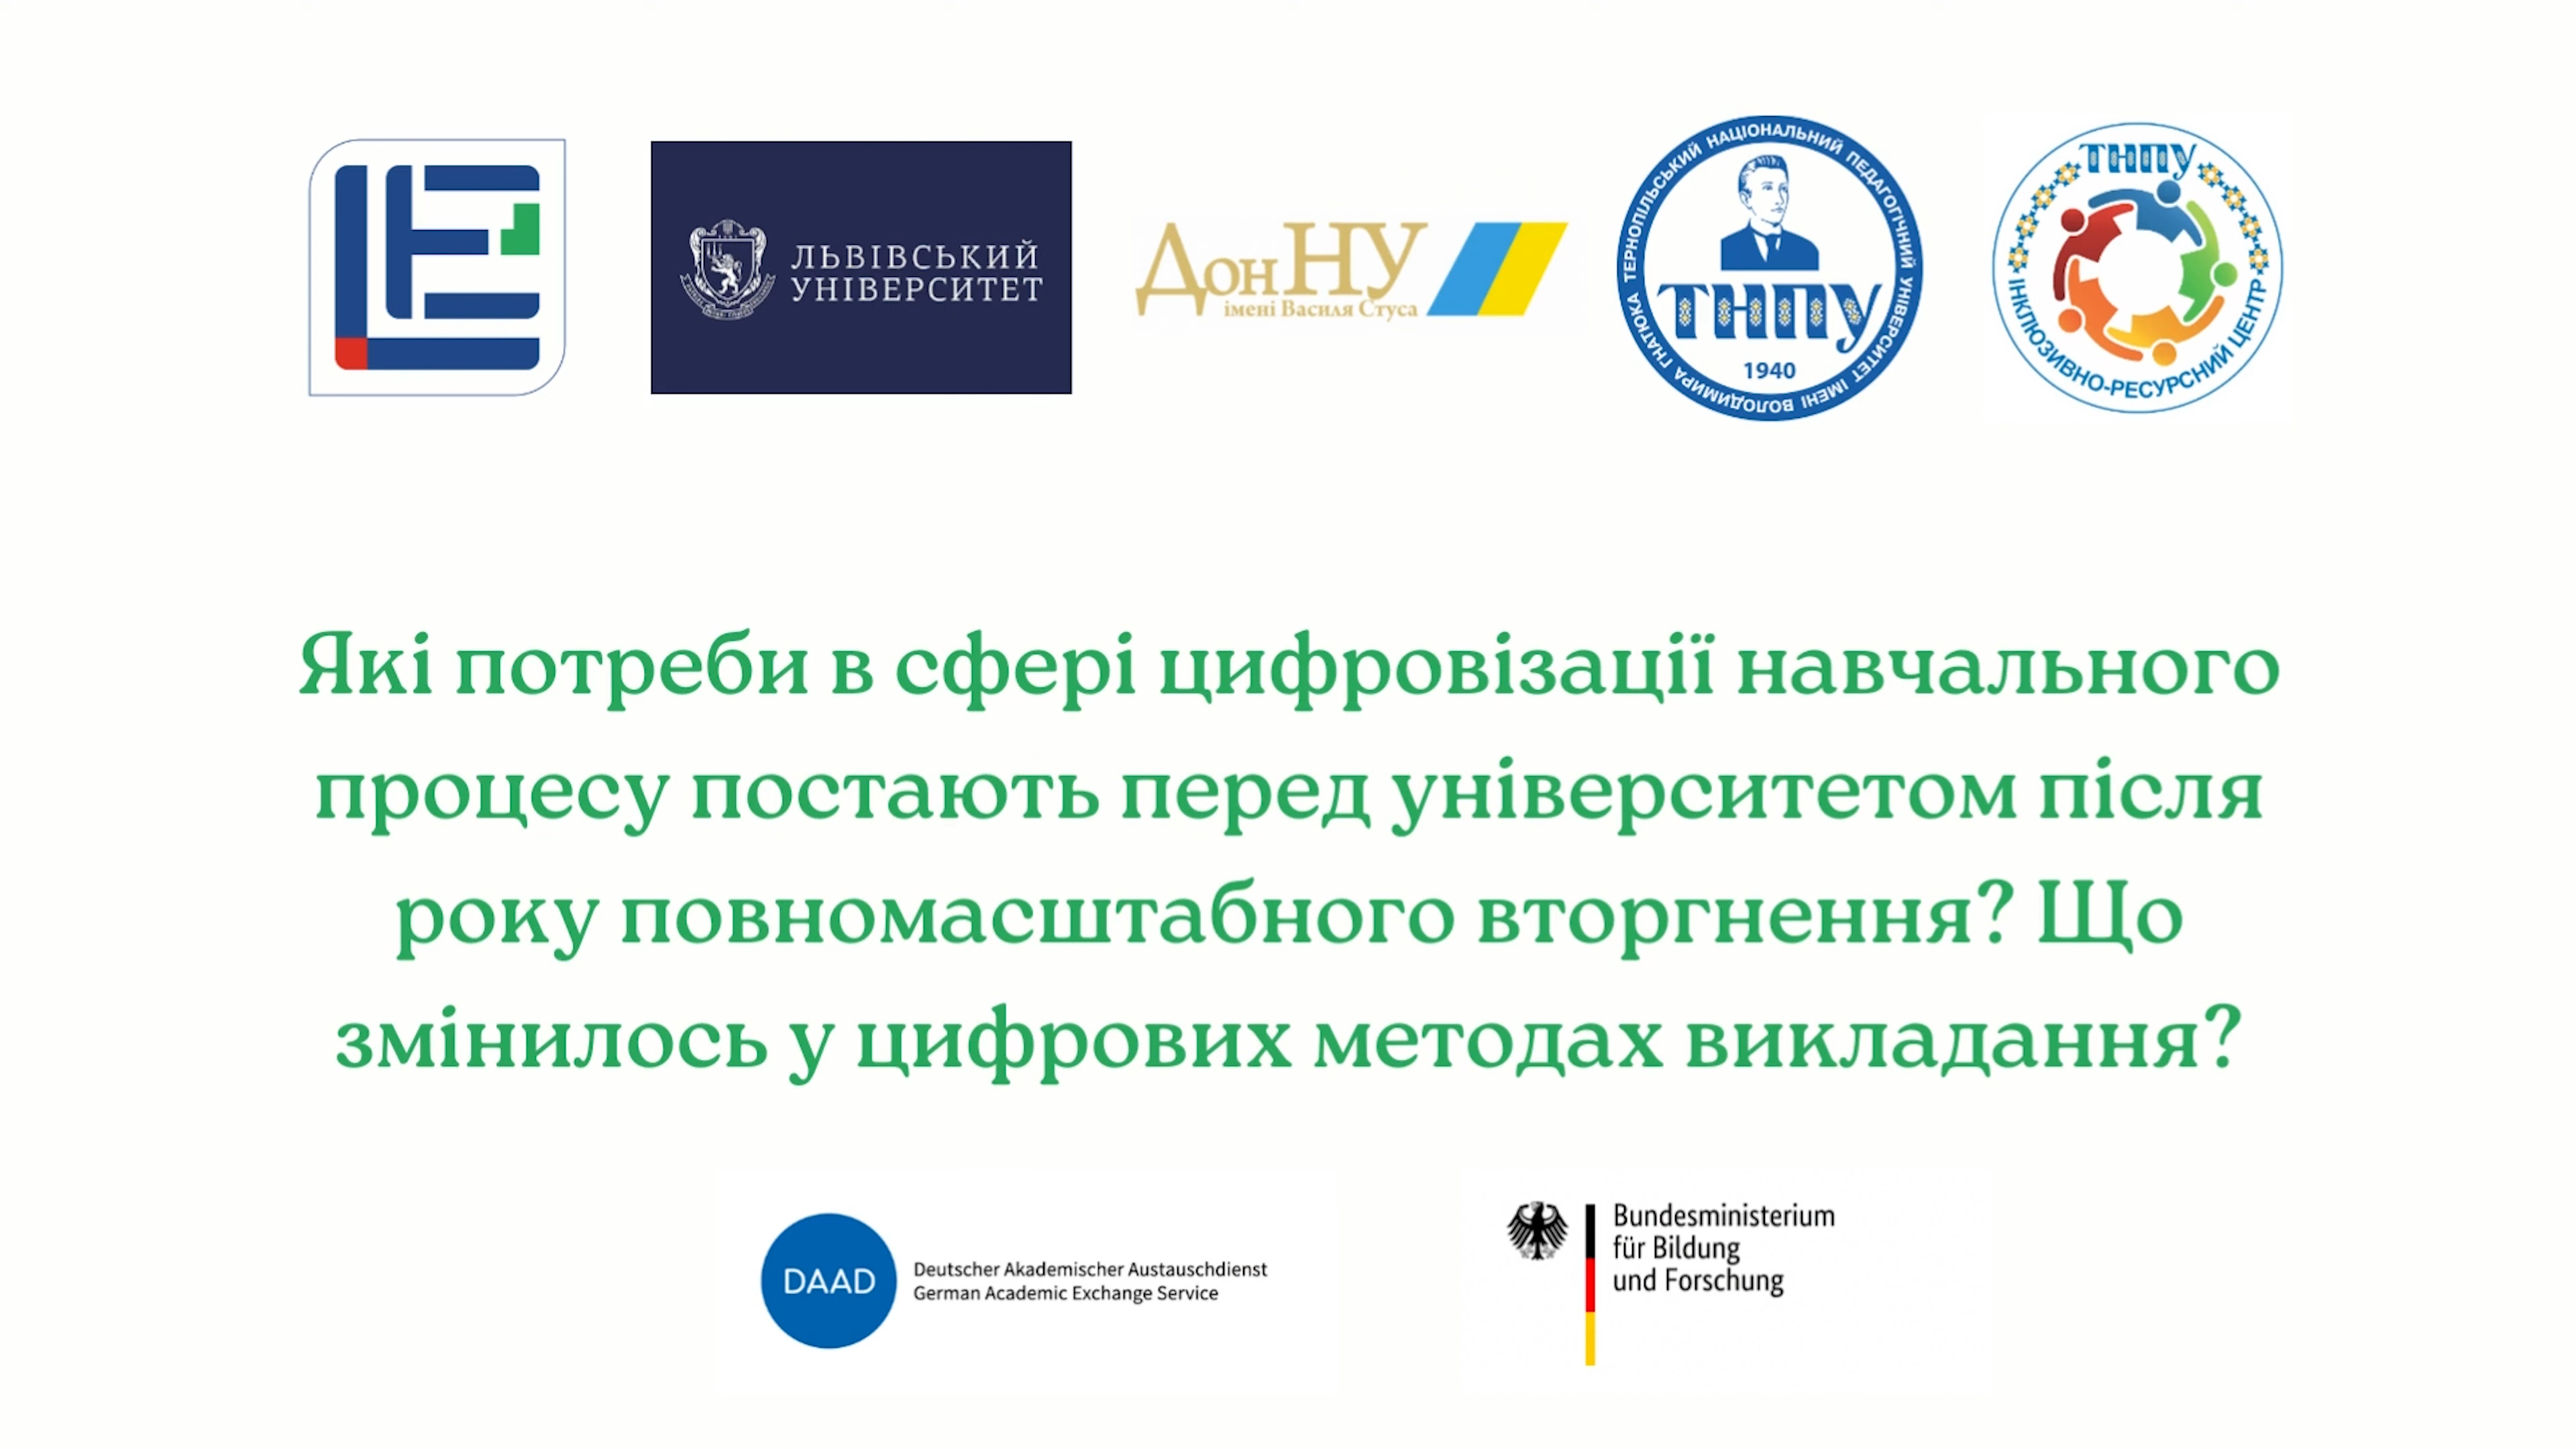 ЛЬВІВСЬКИЙ
УНІВЕРСИТЕТ
ДонНУ
імені Василя Стуса
ТЕРНОПІЛЬСЬКИЙ НАЦІОНАЛЬНИЙ ПЕДАГОГІЧНИЙ УНІВЕРСИТЕТ ІМЕНІ ВОЛОДИМИРА ГНАТЮКА
ТНПУ
1940
ТНПУ
ІНКЛЮЗИВНО-РЕСУРСНИЙ ЦЕНТР
Які потреби в сфері цифровізації навчального
процесу постають перед університетом після
року повномасштабного вторгнення? Що
змінилось у цифрових методах викладання?
DAAD
Deutscher Akademischer Austauschdienst
German Academic Exchange Service
Bundesministerium
für Bildung
und Forschung